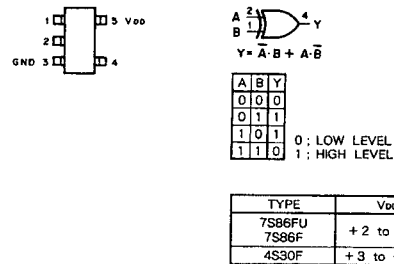 1
2
GND 3
5 VDD
4
A 2
B 1
4 Y
Y = A̅·B + A·B̅
A B Y
0 0 0
0 1 1
1 0 1
1 1 0
0 ; LOW LEVEL
1 ; HIGH LEVEL
TYPE VDD
7S86FU
7S86F
+2 to
4S30F +3 to